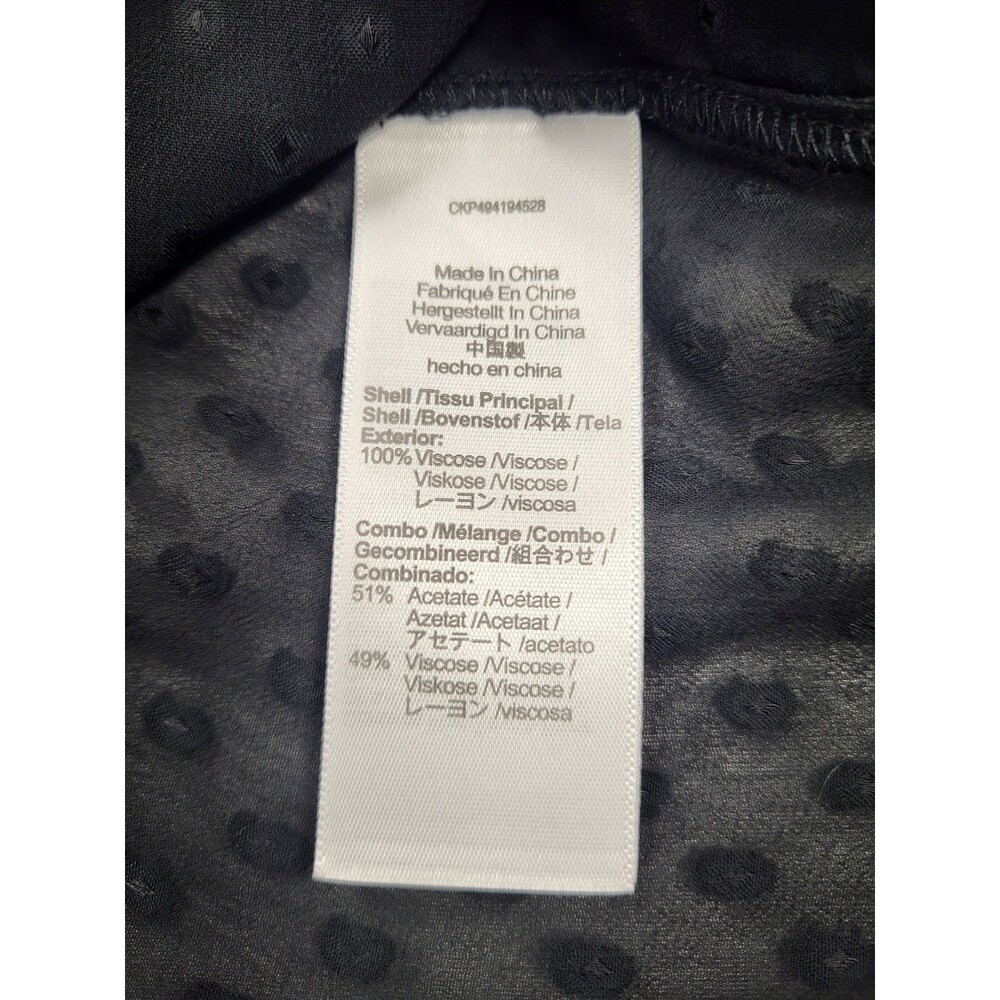 CKP494194528
Made In China
Fabriqué En Chine
Hergestellt In China
Vervaardigd In China
中国製
hecho en china
Shell /Tissu Principal /
Shell /Bovenstof /本体 /Tela
Exterior:
100% Viscose /Viscose /
Viskose /Viscose /
レーヨン /viscosa
Combo /Mélange /Combo /
Gecombineerd /組合わせ /
Combinado:
51% Acetate /Acétate /
Azetat /Acetaat /
アセテート /acetato
49% Viscose /Viscose /
Viskose /Viscose /
レーヨン /viscosa